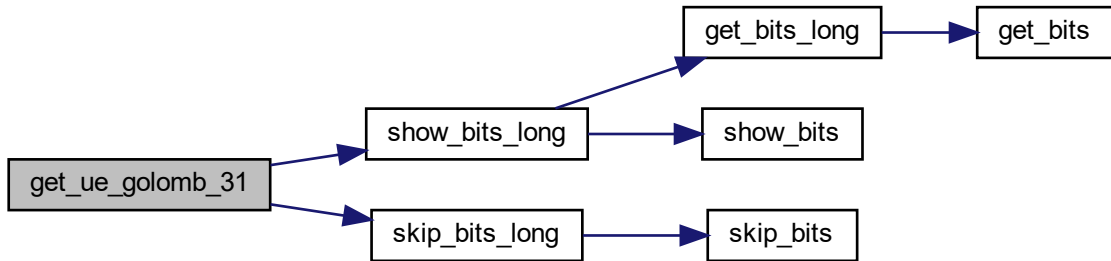 get_bits_long
get_bits
show_bits_long
show_bits
get_ue_golomb_31
skip_bits_long
skip_bits